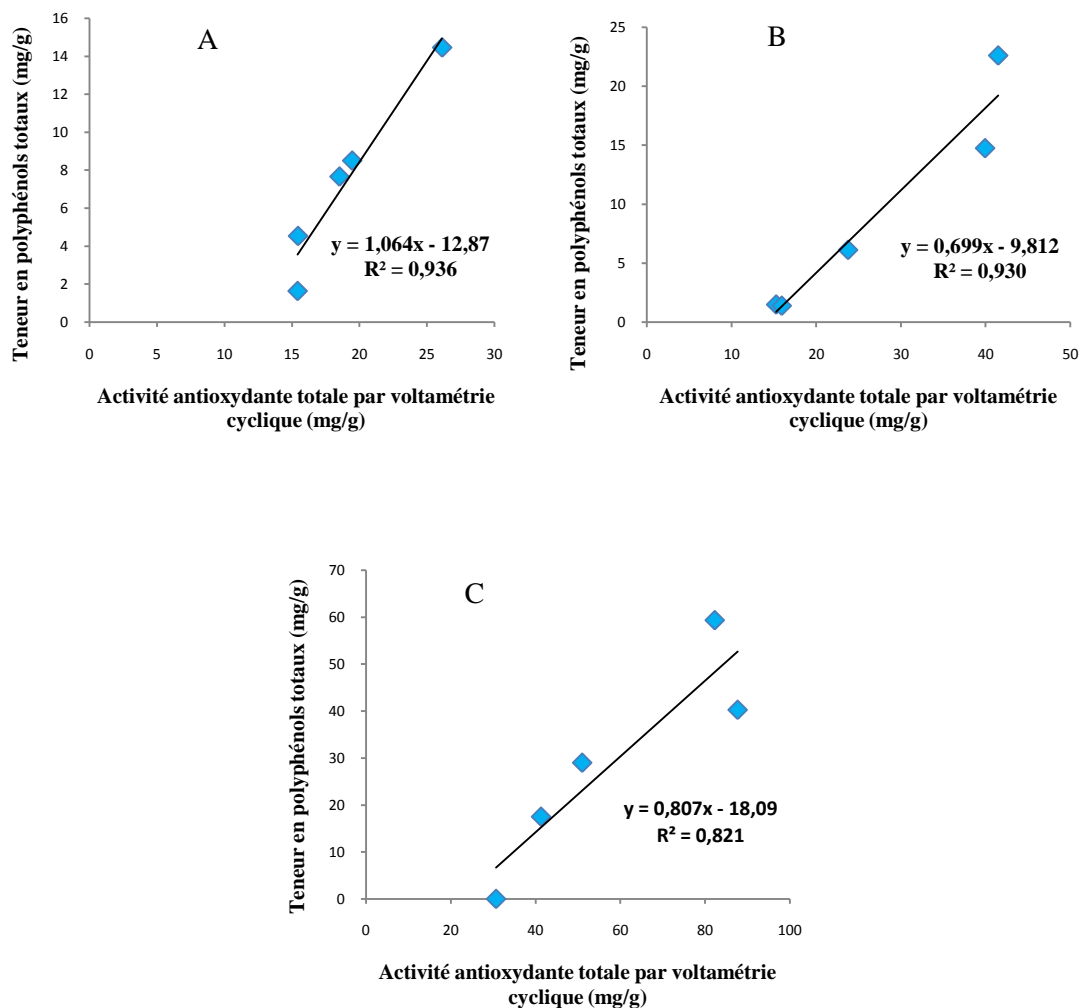 A
Teneur en polyphénols totaux (mg/g)
16
14
12
10
8
6
4
2
0
y = 1,064x - 12,87
R² = 0,936
0 5 10 15 20 25 30
Activité antioxydante totale par voltamétrie
cyclique (mg/g)
B
Teneur en polyphénols totaux (mg/g)
25
20
15
10
5
0
y = 0,699x - 9,812
R² = 0,930
0 10 20 30 40 50
Activité antioxydante totale par voltamétrie
cyclique (mg/g)
C
Teneur en polyphénols totaux (mg/g)
70
60
50
40
30
20
10
0
y = 0,807x - 18,09
R² = 0,821
0 20 40 60 80 100
Activité antioxydante totale par voltamétrie
cyclique (mg/g)